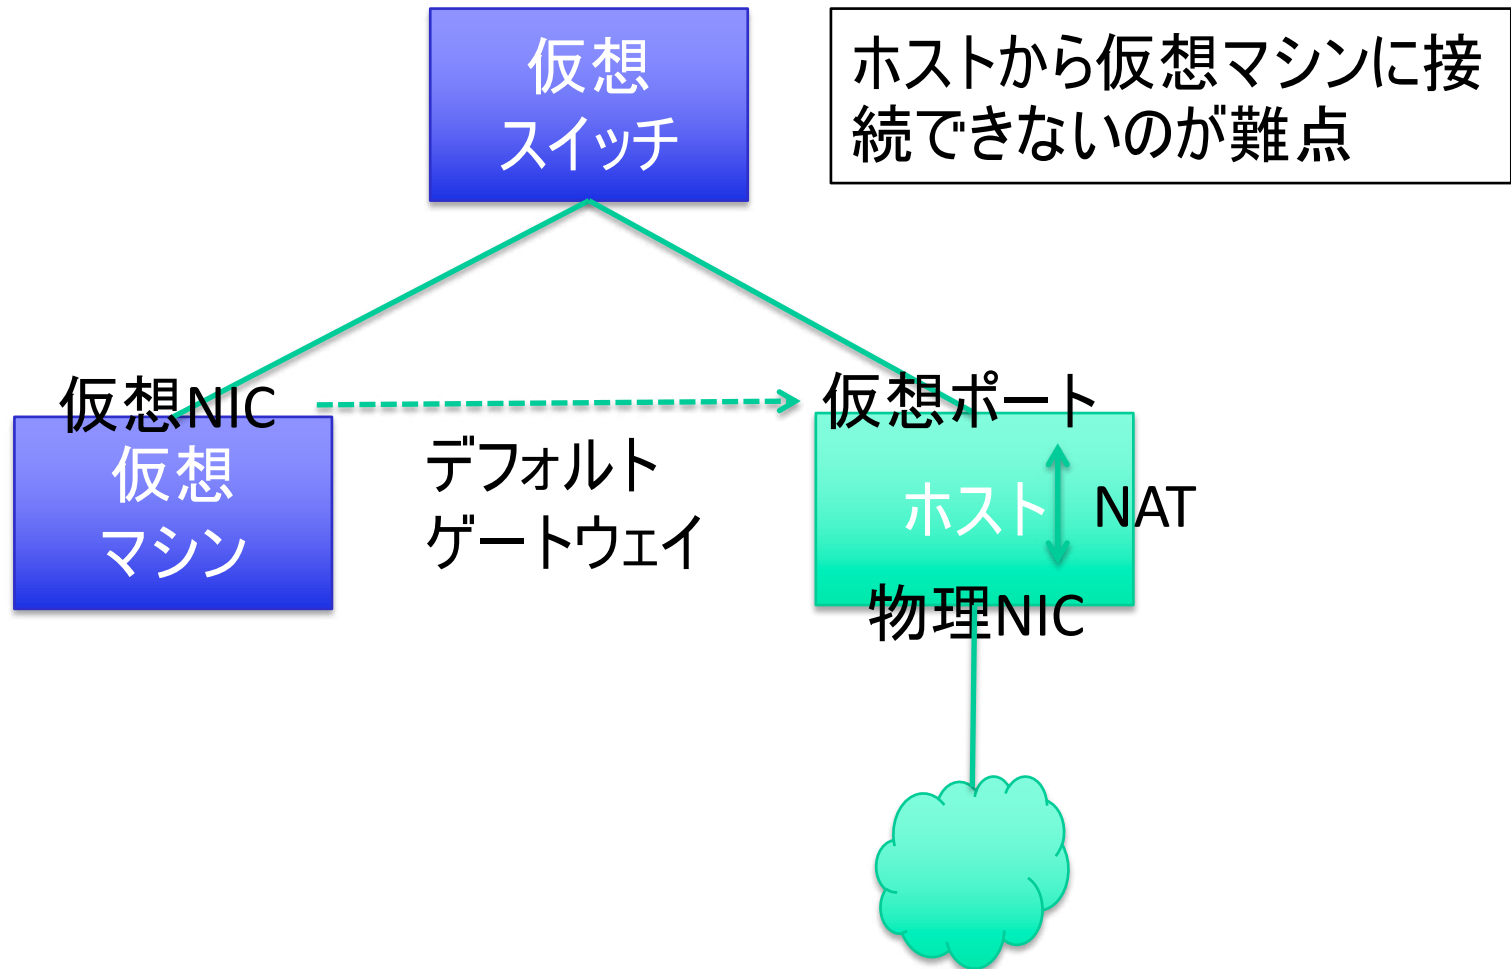 仮想
スイッチ
ホストから仮想マシンに接
続できないのが難点
仮想NIC
仮想
マシン
デフォルト
ゲートウェイ
仮想ポート
ホスト
NAT
物理NIC